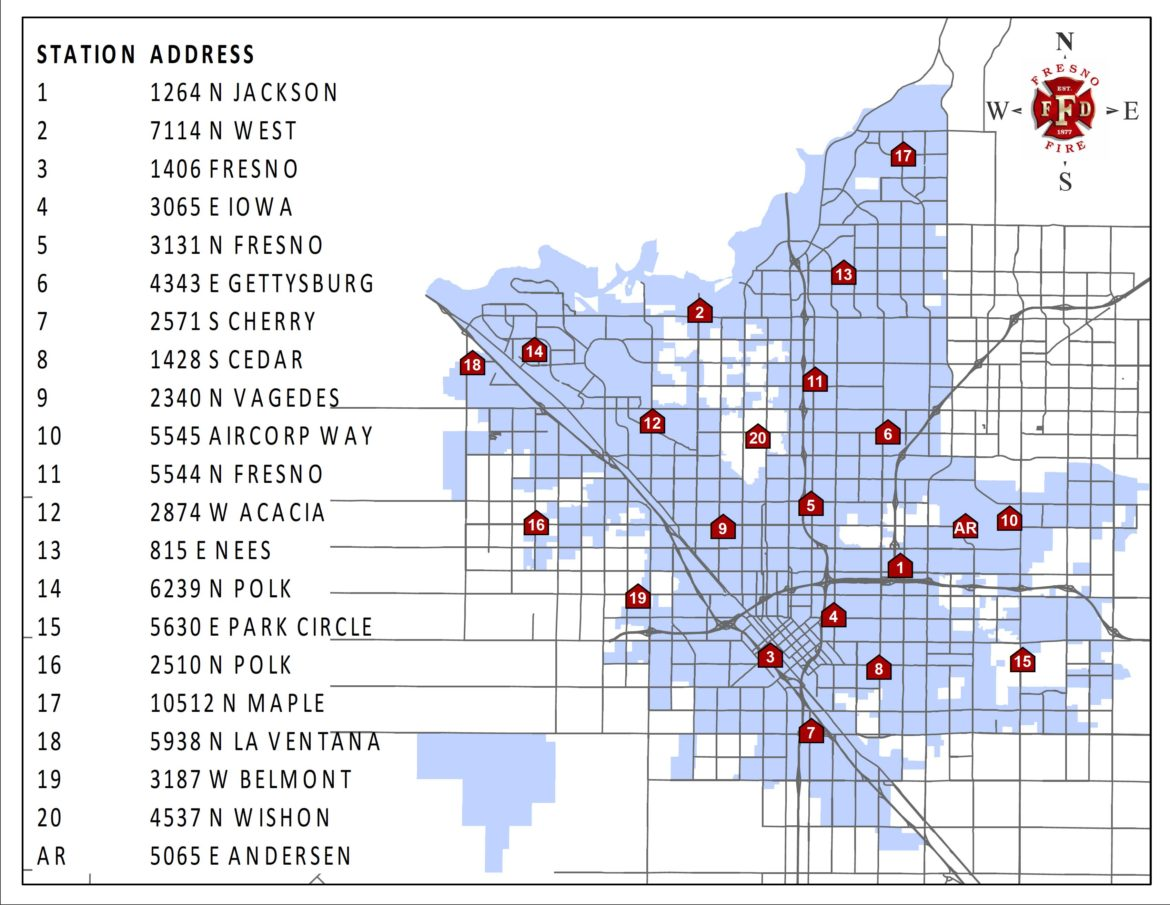 STATION ADDRESS
1 1264 N JACKSON
2 7114 N WEST
3 1406 FRESNO
4 3065 E IOWA
5 3131 N FRESNO
6 4343 E GETTYSBURG
7 2571 S CHERRY
8 1428 S CEDAR
9 2340 N VAGEDES
10 5545 AIRCORP WAY
11 5544 N FRESNO
12 2874 W ACACIA
13 815 E NEES
14 6239 N POLK
15 5630 E PARK CIRCLE
16 2510 N POLK
17 10512 N MAPLE
18 5938 N LA VENTANA
19 3187 W BELMONT
20 4537 N WISHON
AR 5065 E ANDERSEN
N
FRESNO
EST.
W FFD E
1877
FIRE
S
17
13
2
14
18
11
12
20
6
5
16
9
AR
10
1
19
4
3
8
15
7